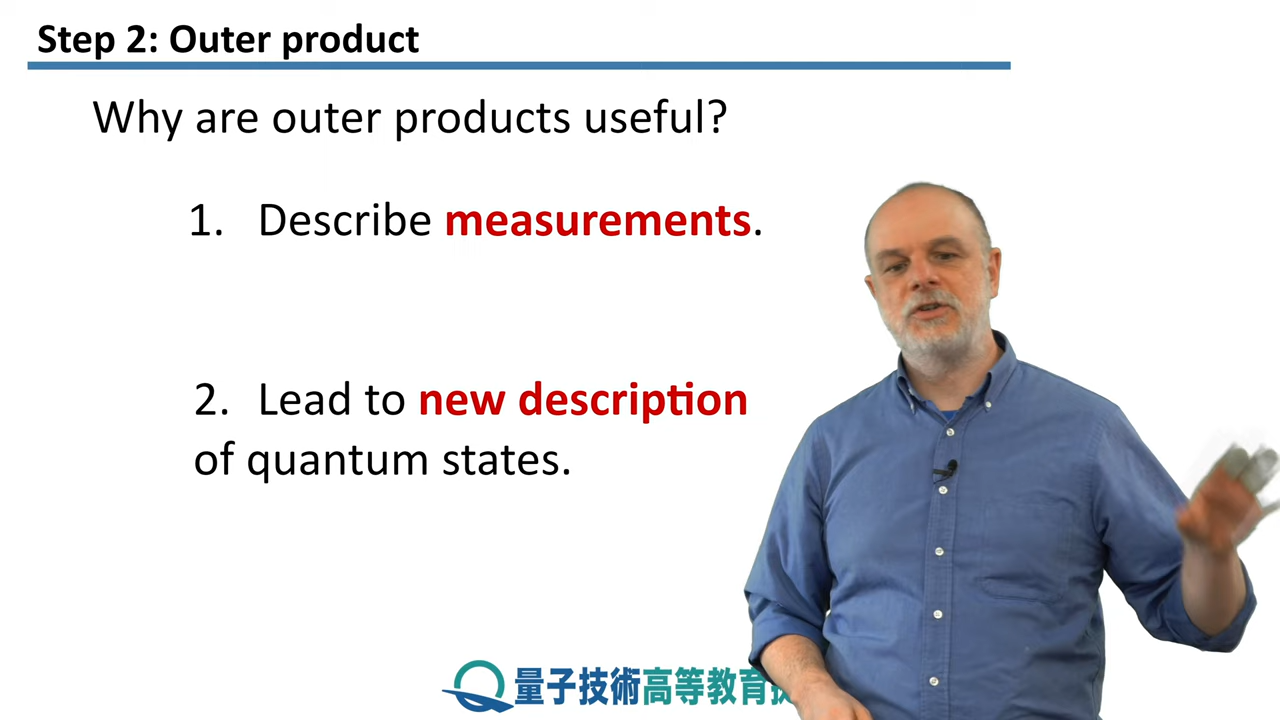 Step 2: Outer product
Why are outer products useful?
1. Describe measurements.
2. Lead to new description
of quantum states.
量子技術高等教育